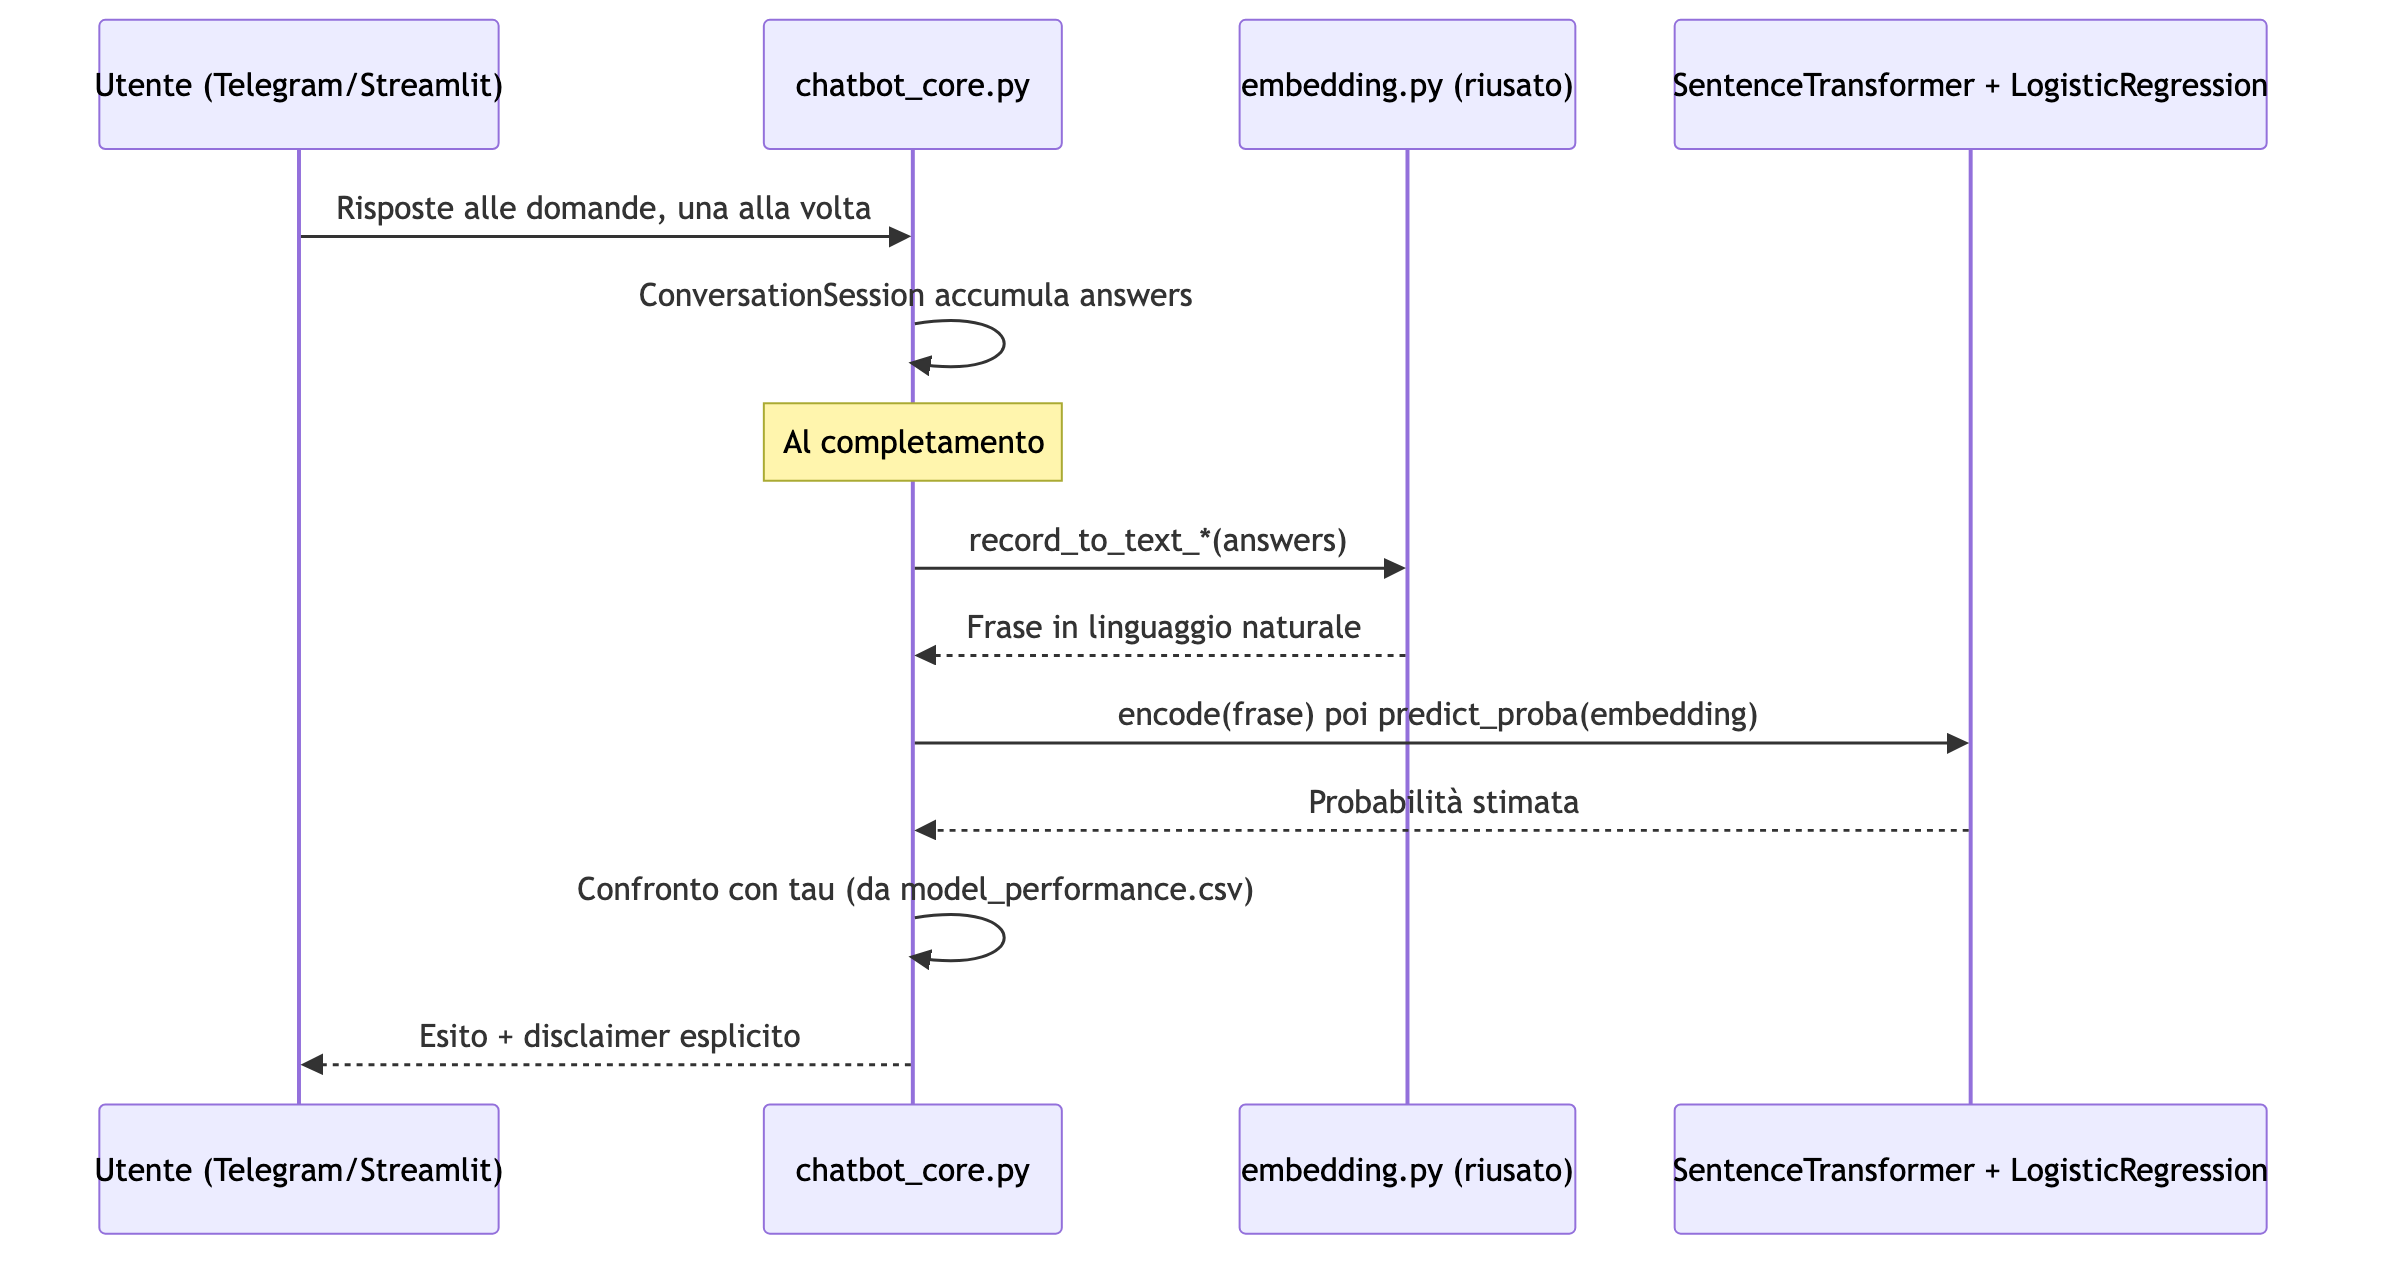 Utente (Telegram/Streamlit)
chatbot_core.py
embedding.py (riusato)
SentenceTransformer + LogisticRegression
Risposte alle domande, una alla volta
ConversationSession accumula answers
Al completamento
record_to_text_*(answers)
Frase in linguaggio naturale
encode(frase) poi predict_proba(embedding)
Probabilità stimata
Confronto con tau (da model_performance.csv)
Esito + disclaimer esplicito
Utente (Telegram/Streamlit)
chatbot_core.py
embedding.py (riusato)
SentenceTransformer + LogisticRegression